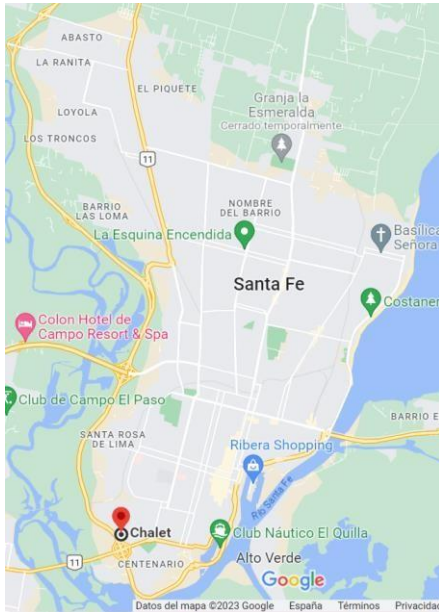 ABASTO
LA RANITA
EL PIQUETE
Granja la
Esmeralda
Cerrado temporalmente
LOYOLA
LOS TRONCOS
11
BARRIO
LAS LOMA
NOMBRE
DEL BARRIO
La Esquina Encendida
Basílica
Señora
Santa Fe
Costaner
Colon Hotel de
Campo Resort & Spa
Club de Campo El Paso
BARRIO E
SANTA ROSA
DE LIMA
Ribera Shopping
Río Santa Fe
Chalet
Club Náutico El Quilla
11
CENTENARIO
Alto Verde
Google
Datos del mapa ©2023 Google España Términos Privacidad